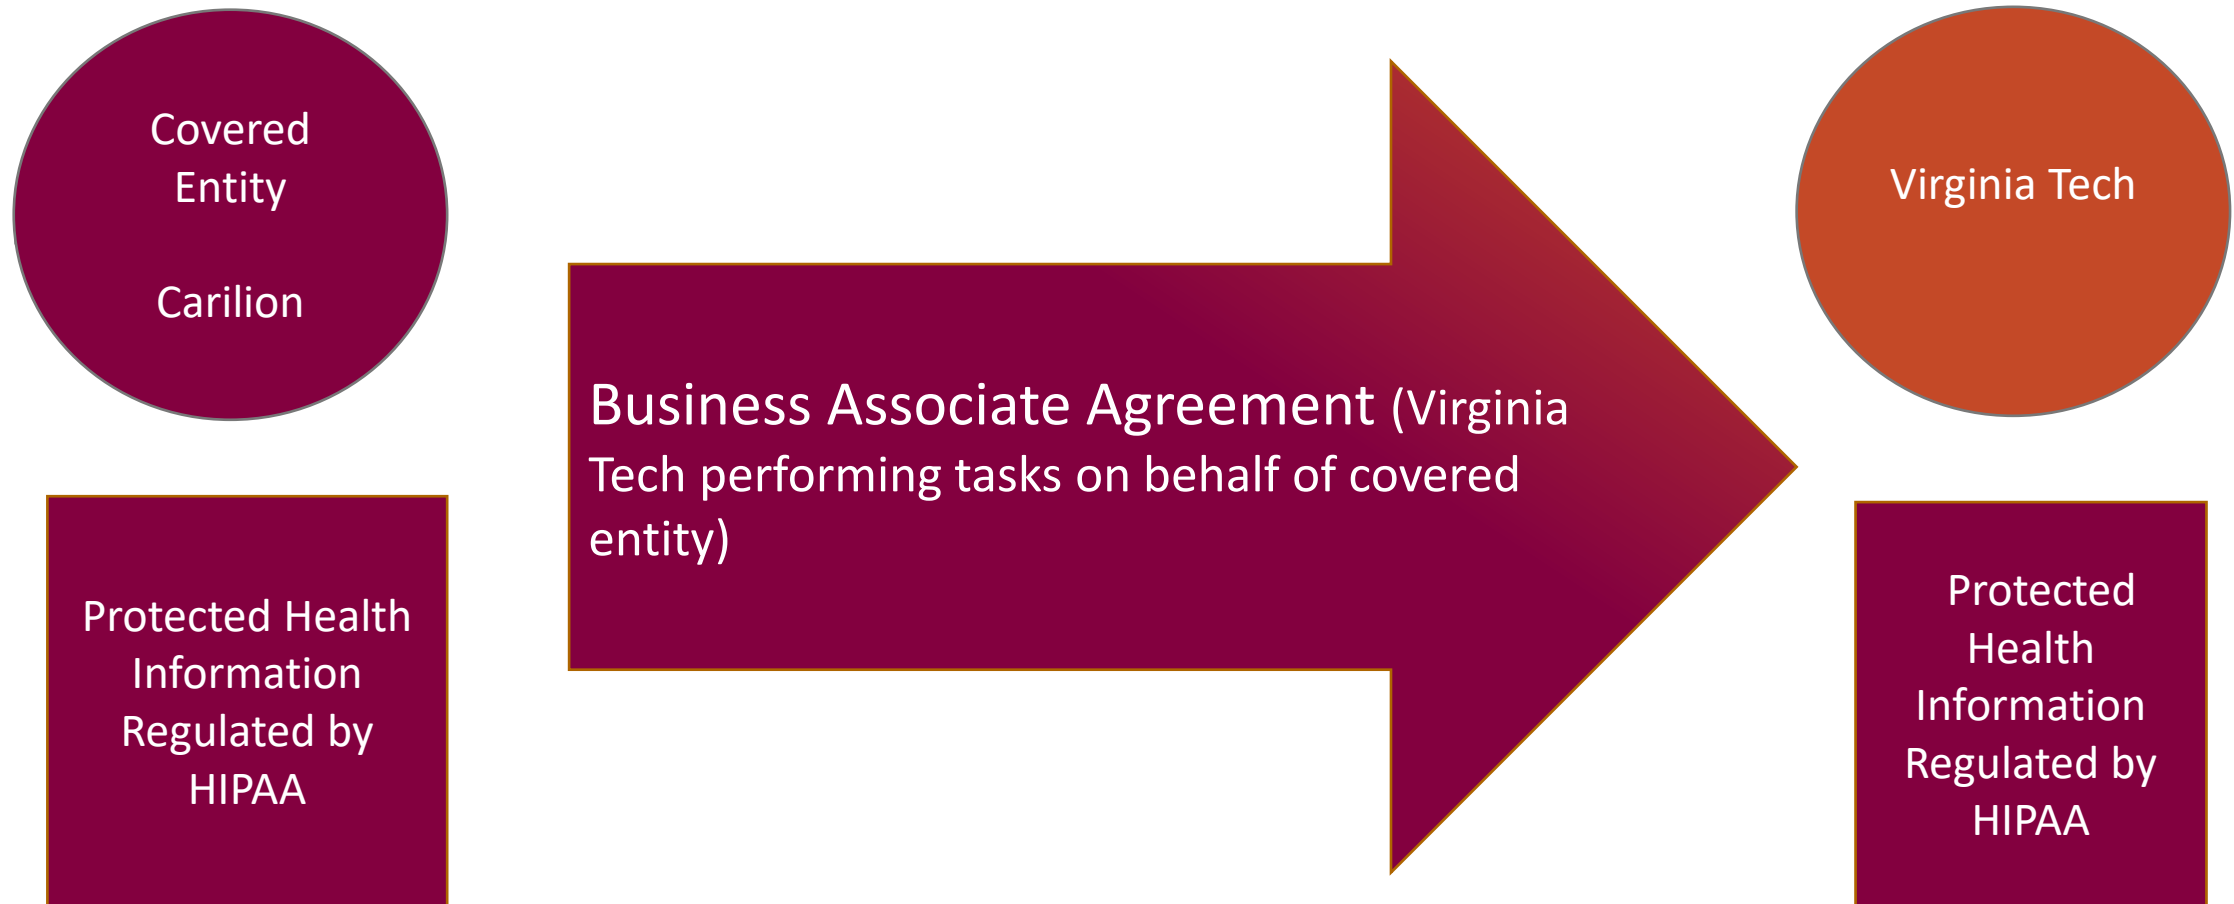 Covered
Entity
Carilion
Protected Health
Information
Regulated by
HIPAA
Business Associate Agreement (Virginia
Tech performing tasks on behalf of covered
entity)
Virginia Tech
Protected
Health
Information
Regulated by
HIPAA